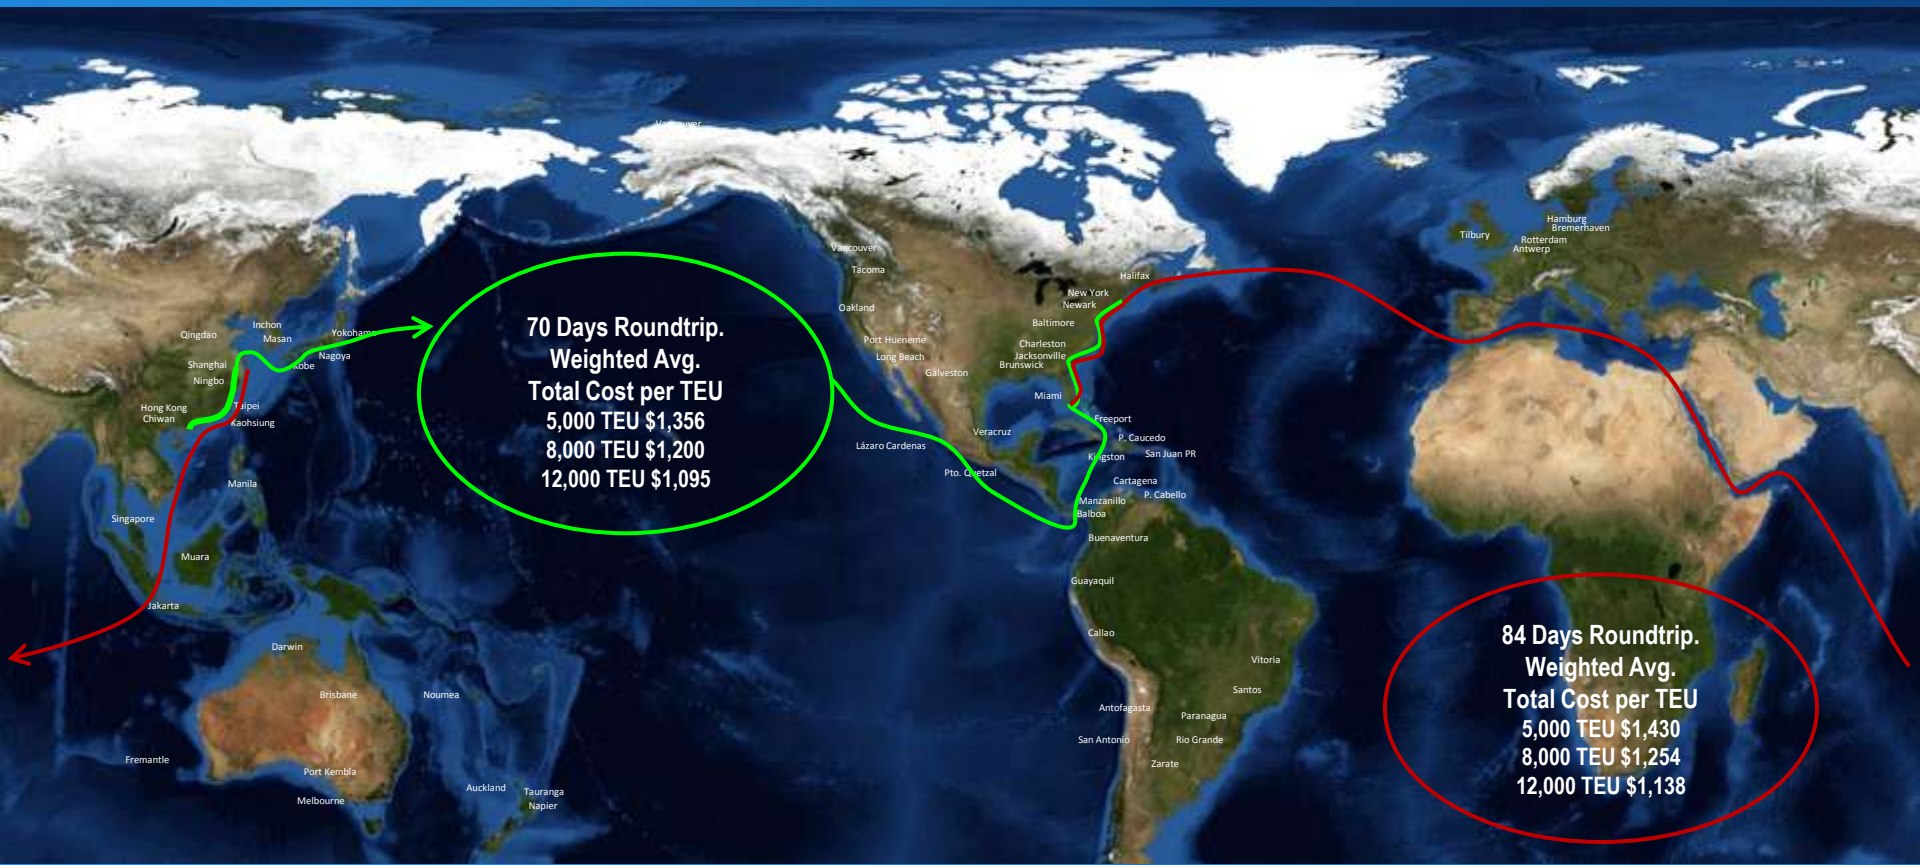 Vancouver
Vancouver
Tacoma
Oakland
Port Hueneme
Long Beach
Galveston
Halifax
New York
Newark
Baltimore
Charleston
Jacksonville
Brunswick
Miami
Freeport
P. Caucedo
San Juan PR
Kingston
Cartagena
P. Cabello
Manzanillo
Balboa
Buenaventura
Veracruz
Lázaro Cardenas
Pto. Quetzal
Guayaquil
Callao
Vitoria
Santos
Antofagasta
Paranagua
San Antonio
Rio Grande
Zarate
Hamburg
Bremerhaven
Tilbury
Rotterdam
Antwerp
Inchon
Qingdao
Masan
Yokohama
Nagoya
Kobe
Shanghai
Ningbo
Hong Kong
Chiwan
Taipei
Kaohsiung
Manila
Singapore
Muara
Jakarta
Darwin
Brisbane
Noumea
Fremantle
Port Kembla
Melbourne
Auckland
Tauranga
Napier
70 Days Roundtrip.
Weighted Avg.
Total Cost per TEU
5,000 TEU $1,356
8,000 TEU $1,200
12,000 TEU $1,095
84 Days Roundtrip.
Weighted Avg.
Total Cost per TEU
5,000 TEU $1,430
8,000 TEU $1,254
12,000 TEU $1,138